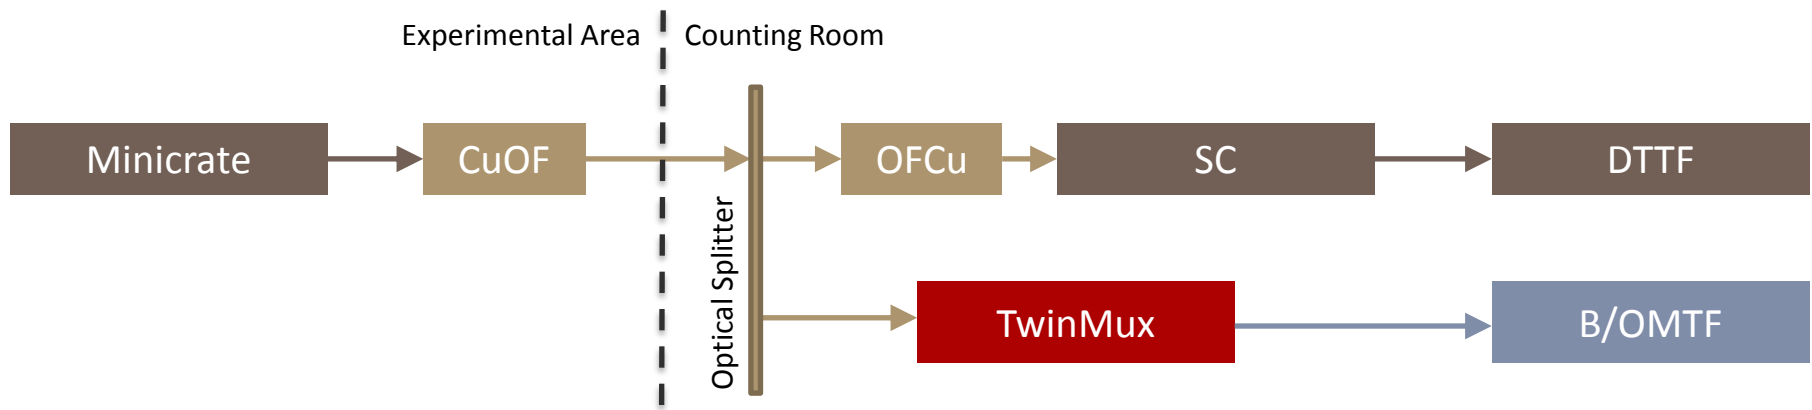 Experimental Area
Counting Room
Minicrate
CuOF
OFCu
SC
DTTF
Optical Splitter
TwinMux
B/OMTF